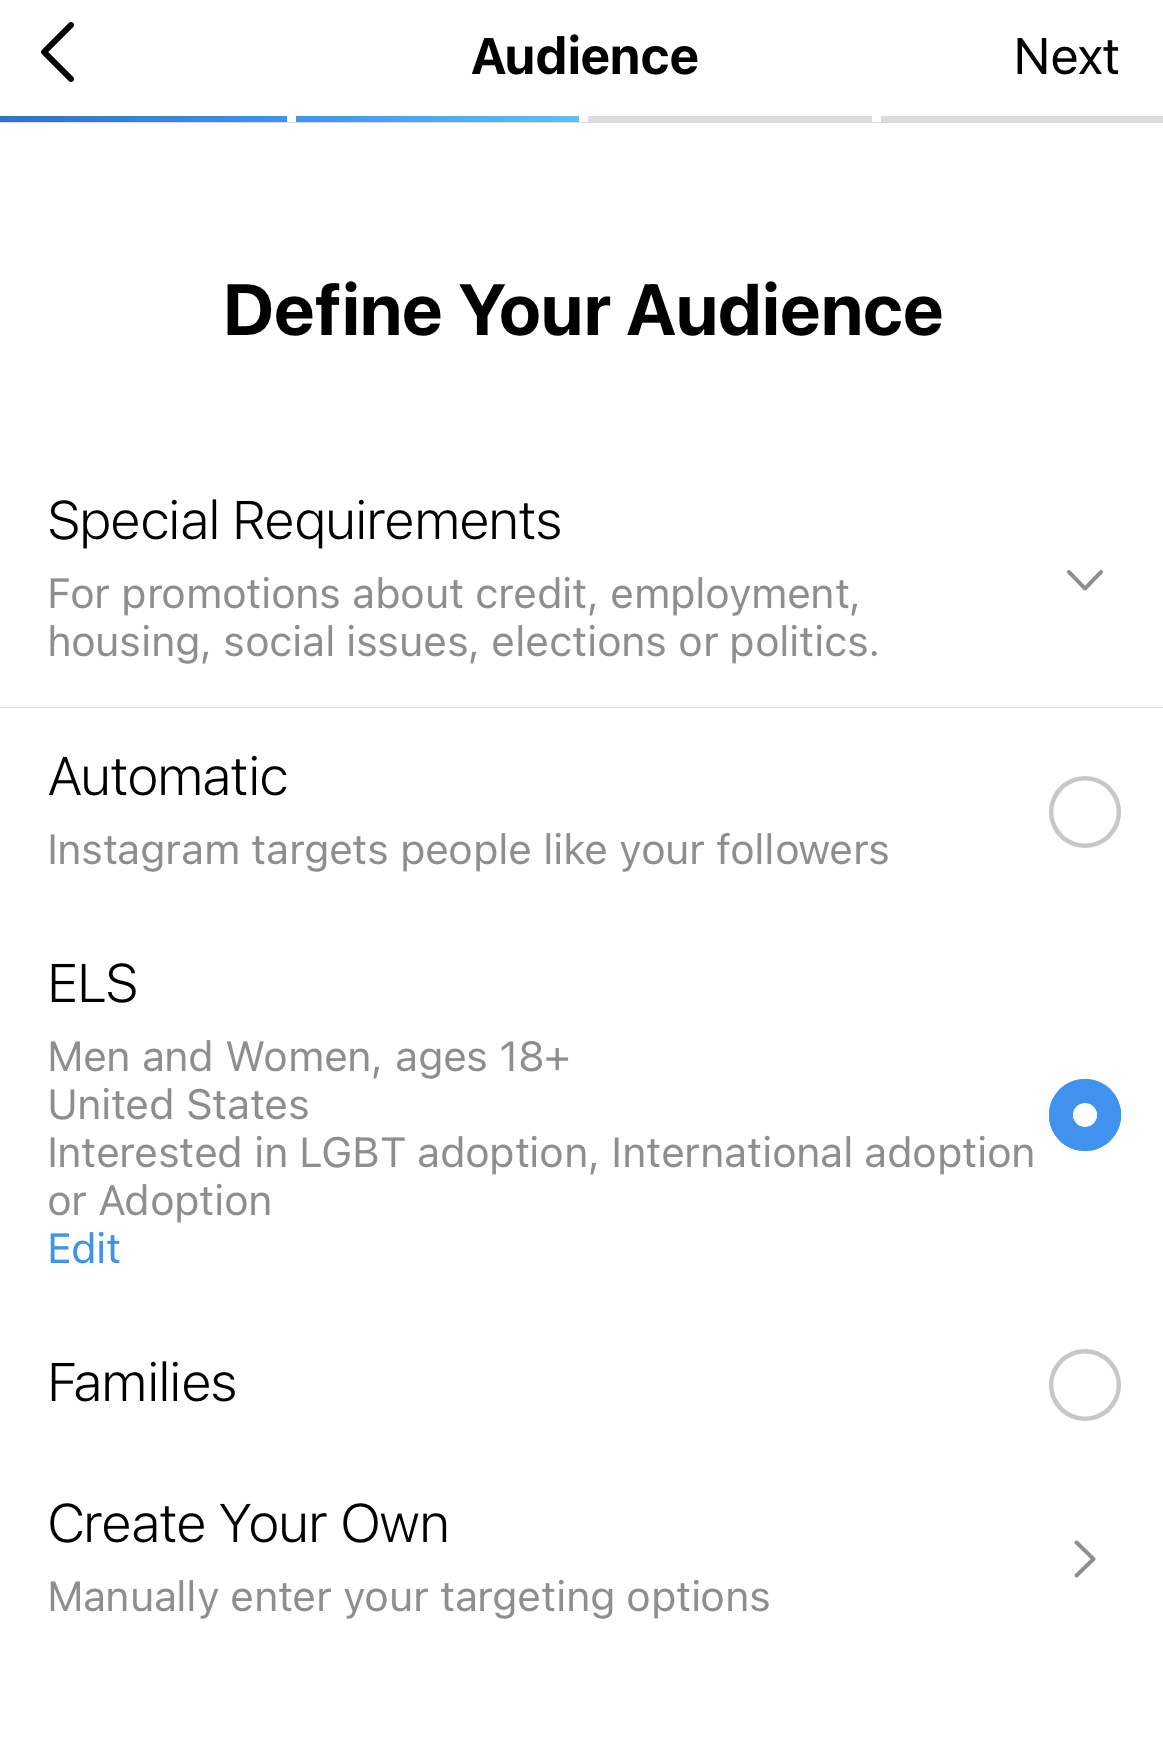 Audience
Next
Define Your Audience
Special Requirements
For promotions about credit, employment,
housing, social issues, elections or politics.
Automatic
Instagram targets people like your followers
ELS
Men and Women, ages 18+
United States
Interested in LGBT adoption, International adoption
or Adoption
Edit
Families
Create Your Own
Manually enter your targeting options